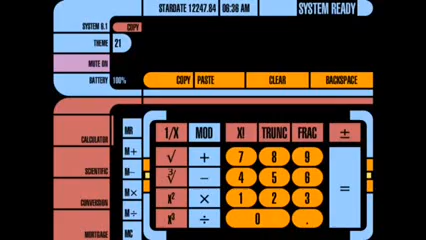 STARDATE 12247.84 08:36 AM SYSTEM READY
SYSTEM 6.1 COPY
THEME 21
MUTE ON
BATTERY 100%
COPY PASTE CLEAR BACKSPACE
MR 1/X MOD X! TRUNC FRAC ±
CALCULATOR
M+ √ + 7 8 9
SCIENTIFIC
M− ∛ − 4 5 6
CONVERSION
M× X² × 1 2 3 =
M÷ X³ ÷ 0 .
MORTGAGE MC